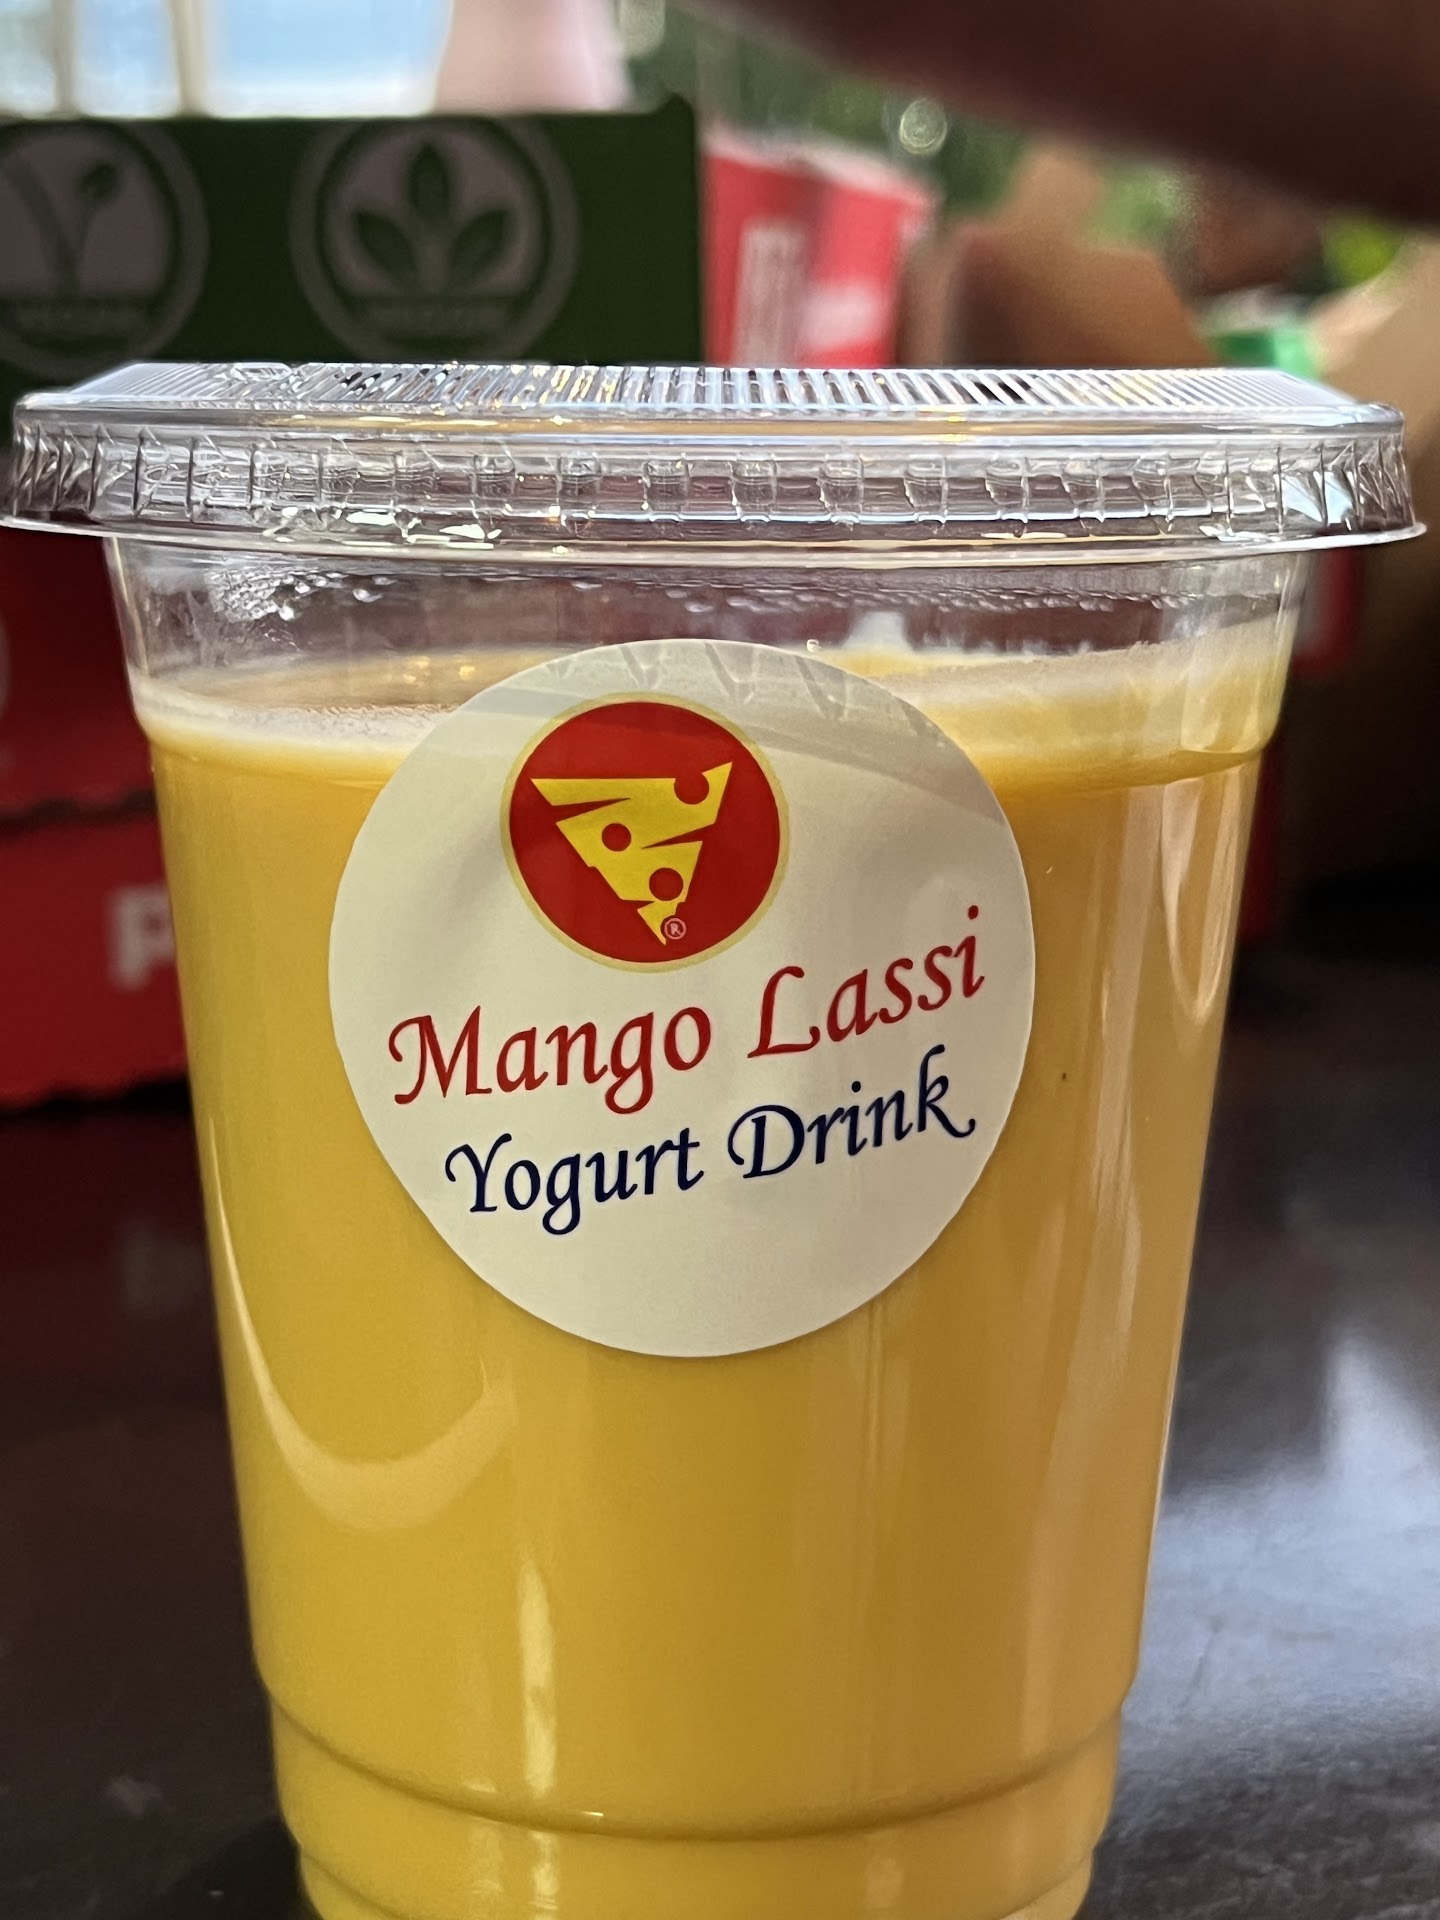 ®
Mango Lassi
Yogurt Drink